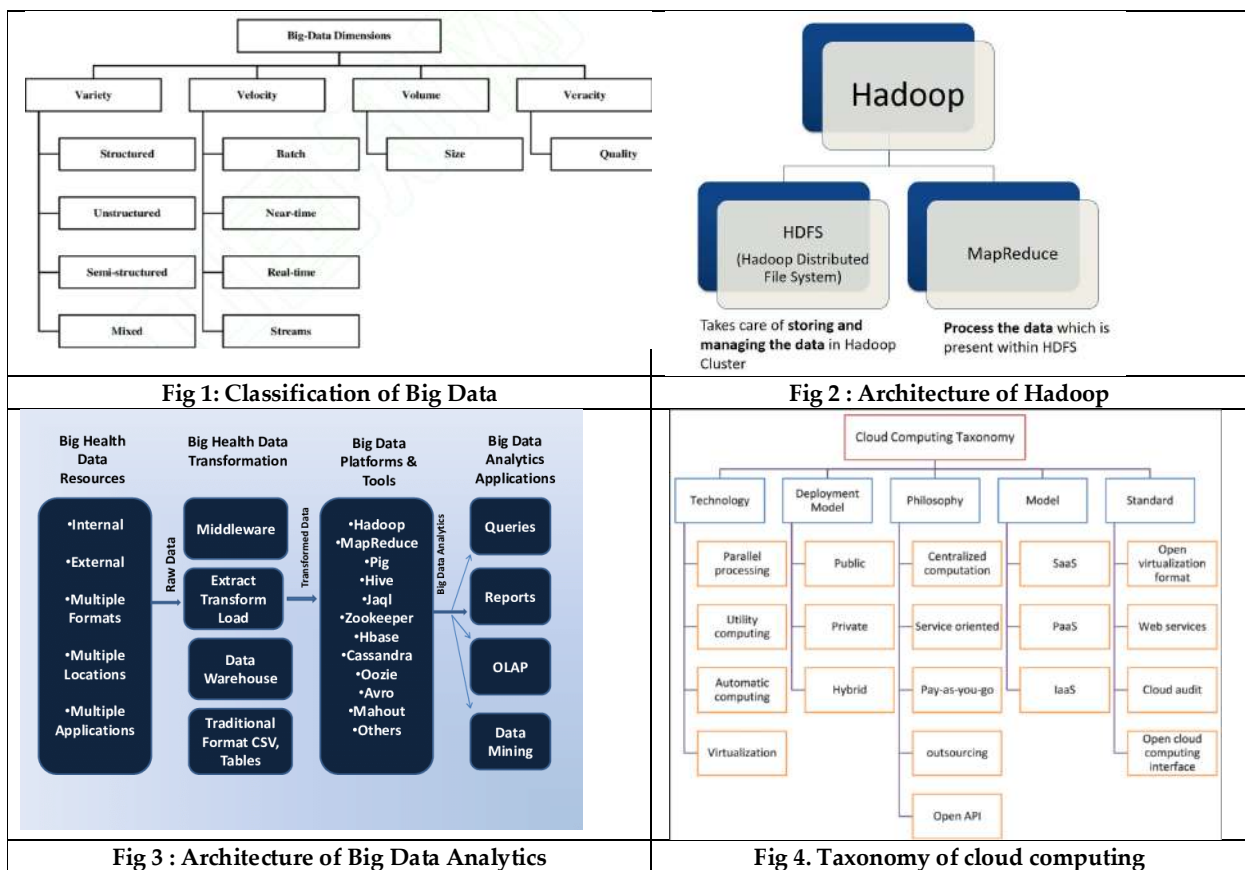 Big-Data Dimensions
Variety
Velocity
Volume
Veracity
Structured
Batch
Size
Quality
Unstructured
Near-time
Semi-structured
Real-time
Mixed
Streams
Fig 1: Classification of Big Data
Hadoop
HDFS
(Hadoop Distributed
File System)
MapReduce
Takes care of storing and
managing the data in Hadoop
Cluster
Process the data which is
present within HDFS
Fig 2 : Architecture of Hadoop
Big Health
Data
Resources
Big Health Data
Transformation
Big Data
Platforms &
Tools
Big Data
Analytics
Applications
•Internal
•External
•Multiple
Formats
•Multiple
Locations
•Multiple
Applications
Raw Data
Middleware
Extract
Transform
Load
Data
Warehouse
Traditional
Format CSV,
Tables
Transformed Data
•Hadoop
•MapReduce
•Pig
•Hive
•Jaql
•Zookeeper
•Hbase
•Cassandra
•Oozie
•Avro
•Mahout
•Others
Big Data Analytics
Queries
Reports
OLAP
Data
Mining
Fig 3 : Architecture of Big Data Analytics
Cloud Computing Taxonomy
Technology
Deployment
Model
Philosophy
Model
Standard
Parallel
processing
Public
Centralized
computation
SaaS
Open
virtualization
format
Utility
computing
Private
Service oriented
PaaS
Web services
Automatic
computing
Hybrid
Pay-as-you-go
IaaS
Cloud audit
Virtualization
outsourcing
Open cloud
computing
interface
Open API
Fig 4. Taxonomy of cloud computing